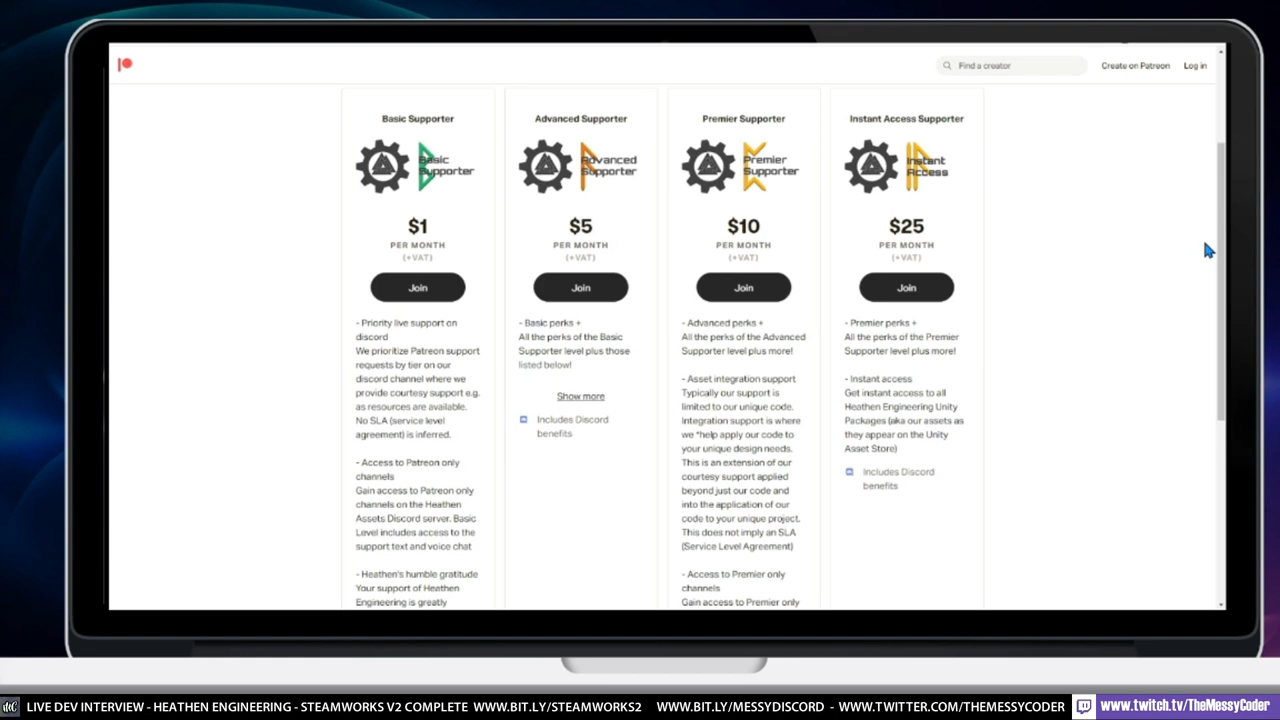 Find a creator
Create on Patreon
Log in
Basic Supporter
Basic
Supporter
$1
PER MONTH
(+VAT)
Join
- Priority live support on
discord
We prioritize Patreon support
requests by tier on our
discord channel where we
provide courtesy support e.g.
as resources are available.
No SLA (service level
agreement) is inferred.
- Access to Patreon only
channels
Gain access to Patreon only
channels on the Heathen
Assets Discord server. Basic
Level includes access to the
support text and voice chat
- Heathen's humble gratitude
Your support of Heathen
Engineering is greatly
Advanced Supporter
Advanced
Supporter
$5
PER MONTH
(+VAT)
Join
- Basic perks +
All the perks of the Basic
Supporter level plus those
listed below!
Show more
Includes Discord
benefits
Premier Supporter
Premier
Supporter
$10
PER MONTH
(+VAT)
Join
- Advanced perks +
All the perks of the Advanced
Supporter level plus more!
- Asset integration support
Typically our support is
limited to our unique code.
Integration support is where
we *help apply our code to
your unique design needs.
This is an extension of our
courtesy support applied
beyond just our code and
into the application of our
code to your unique project.
This does not imply an SLA
(Service Level Agreement)
- Access to Premier only
channels
Gain access to Premier only
Instant Access Supporter
Instant
Access
$25
PER MONTH
(+VAT)
Join
- Premier perks +
All the perks of the Premier
Supporter level plus more!
- Instant access
Get instant access to all
Heathen Engineering Unity
Packages (aka our assets as
they appear on the Unity
Asset Store)
Includes Discord
benefits
LIVE DEV INTERVIEW - HEATHEN ENGINEERING - STEAMWORKS V2 COMPLETE WWW.BIT.LY/STEAMWORKS2 WWW.BIT.LY/MESSYDISCORD - WWW.TWITTER.COM/THEMESSYCODER
www.twitch.tv/TheMessyCoder